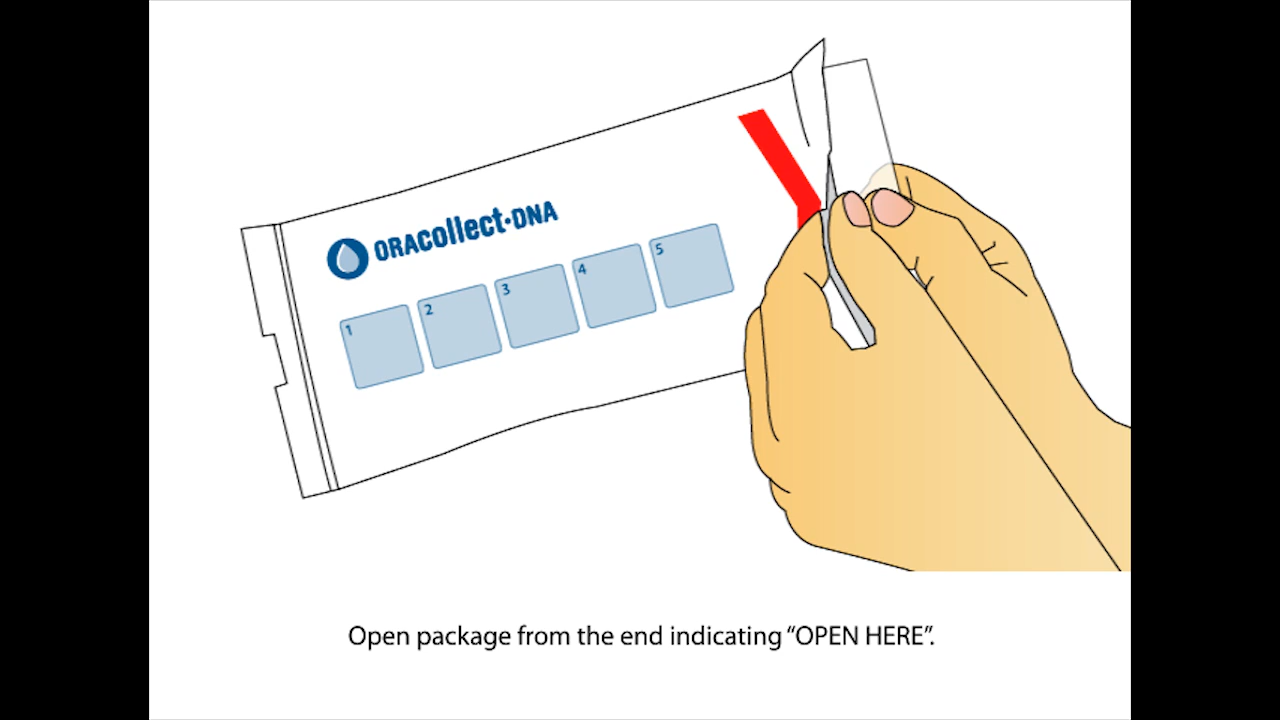 ORAcollect·DNA
1
2
3
4
5
Open package from the end indicating “OPEN HERE”.